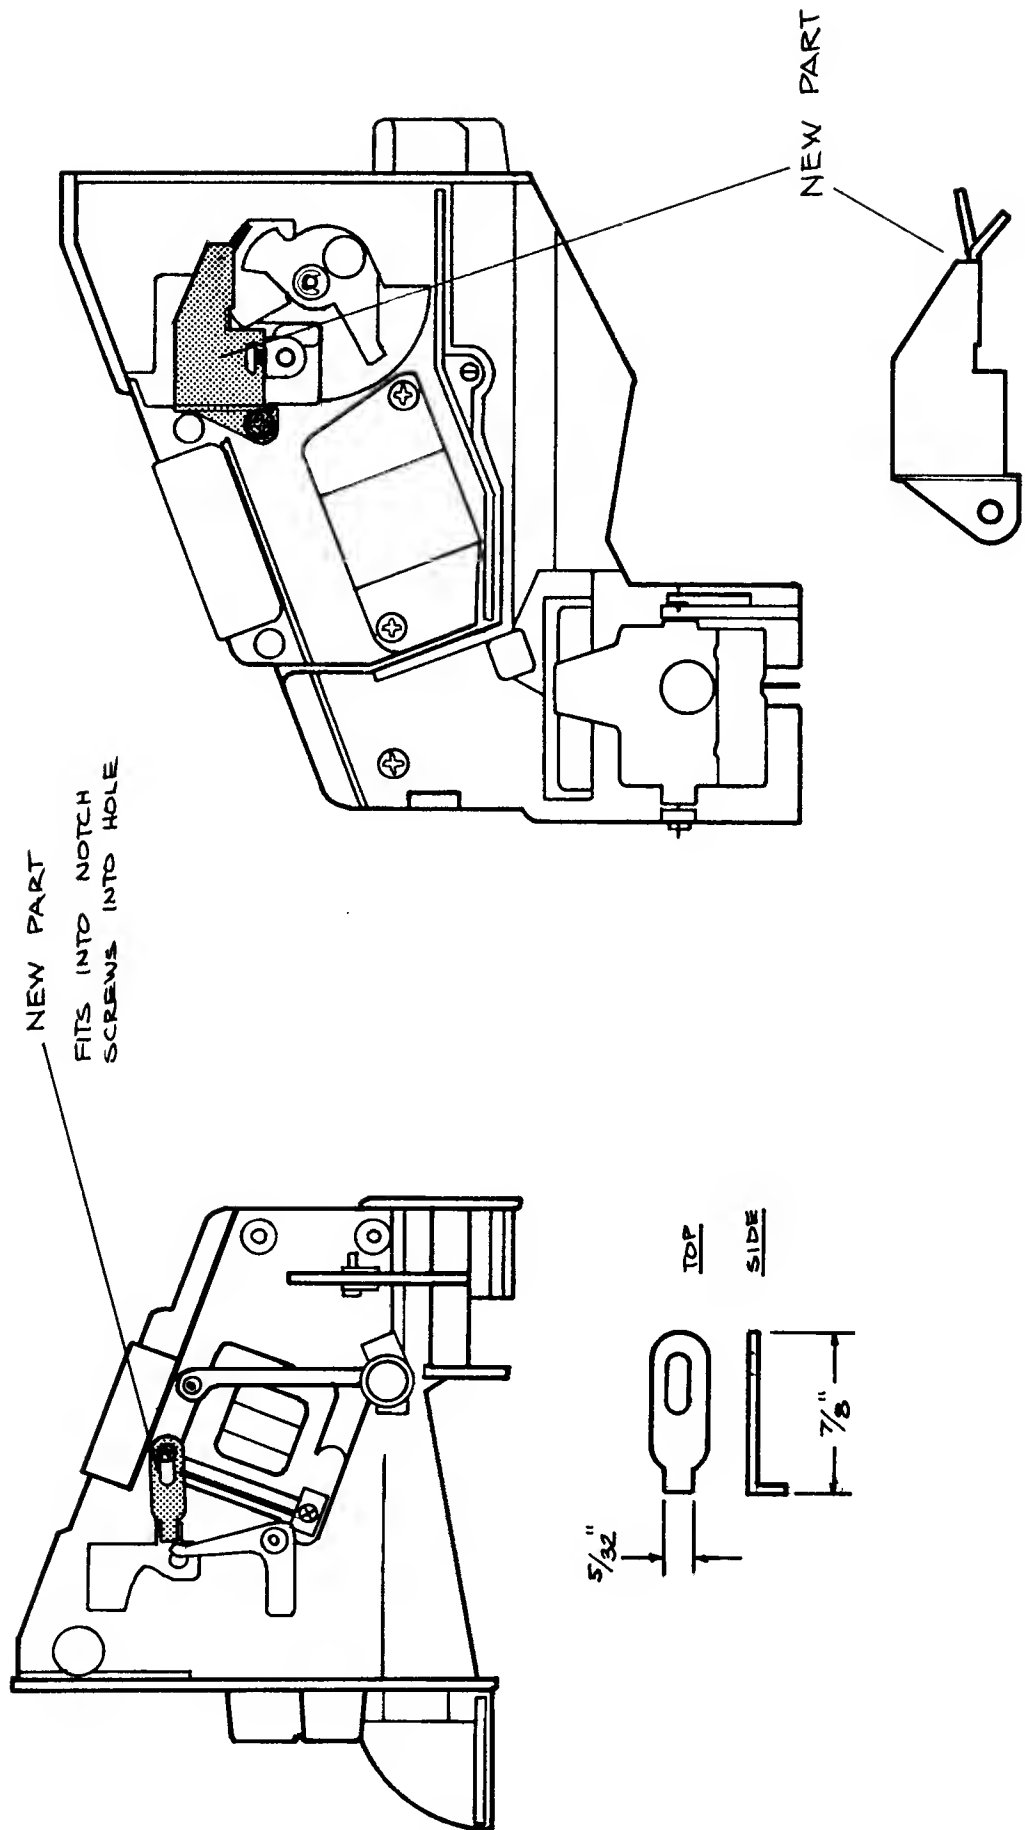 NEW PART
FITS INTO NOTCH
SCREWS INTO HOLE
NEW PART
TOP
SIDE
5/32"
7/8"